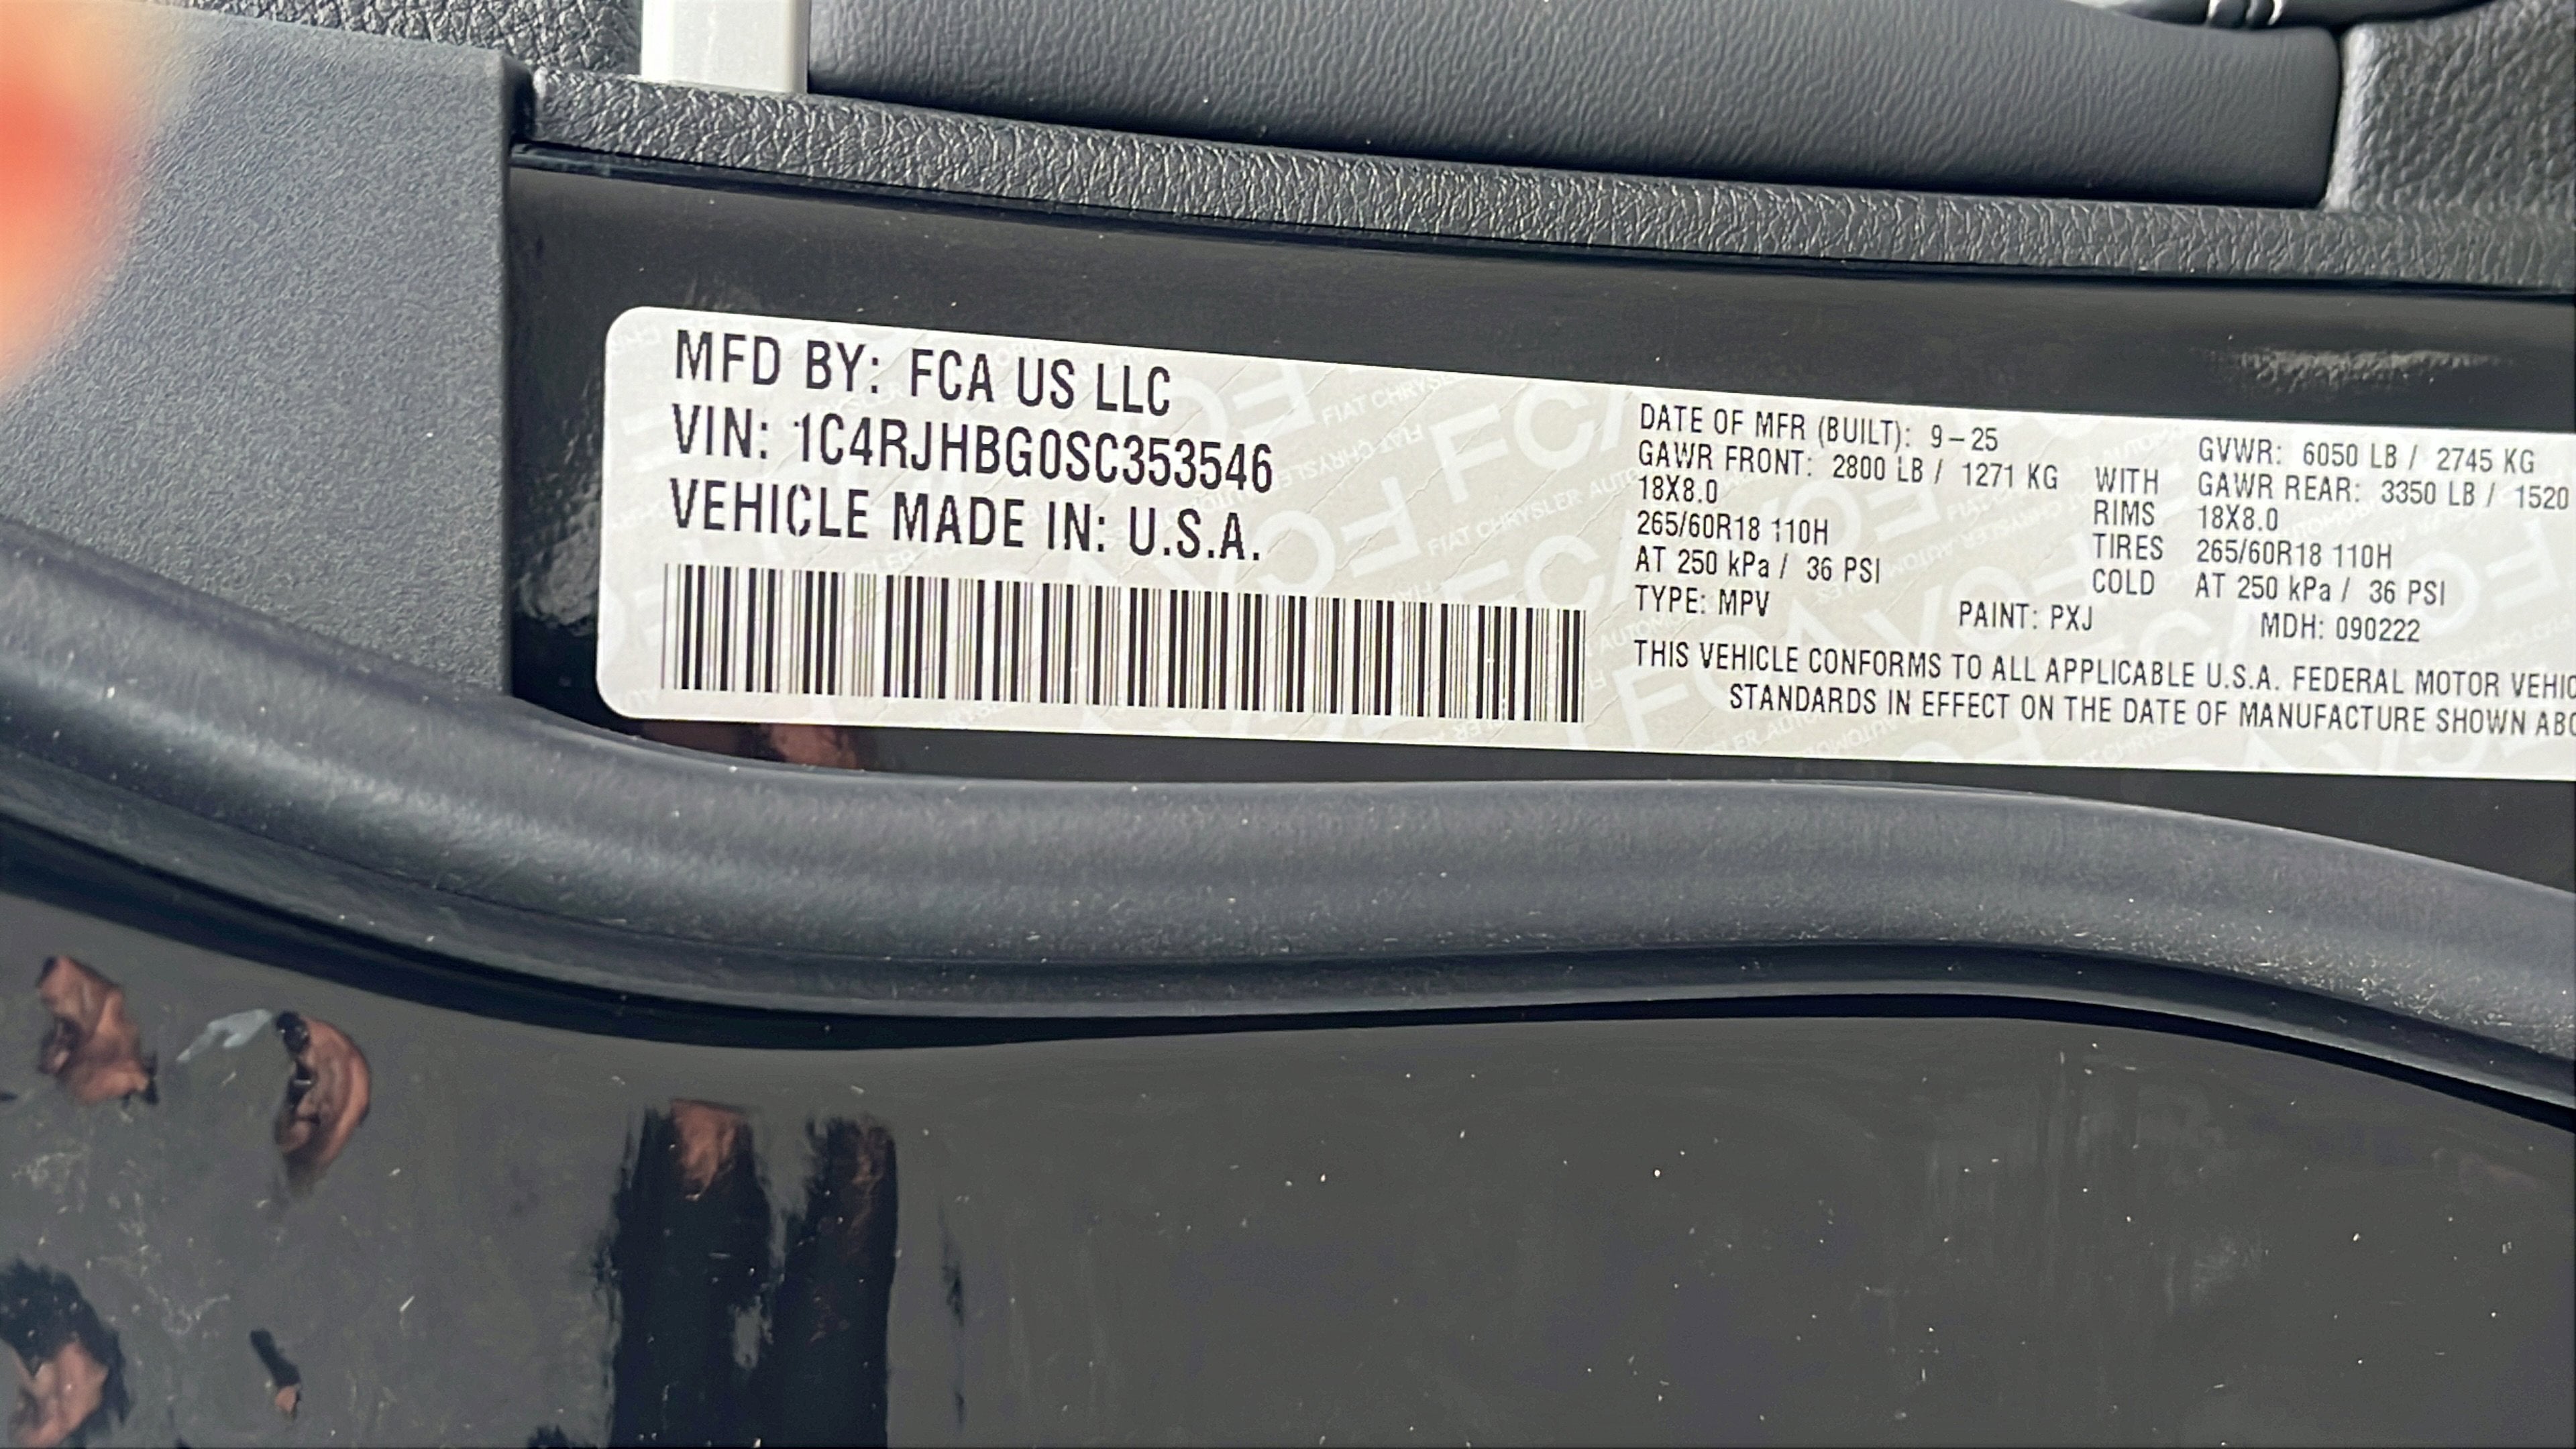 MFD BY: FCA US LLC
VIN: 1C4RJHBG0SC353546
VEHICLE MADE IN: U.S.A.
DATE OF MFR (BUILT): 9-25 GVWR: 6050 LB / 2745 KG
GAWR FRONT: 2800 LB / 1271 KG WITH GAWR REAR: 3350 LB / 1520
18X8.0 RIMS 18X8.0
265/60R18 110H TIRES 265/60R18 110H
AT 250 kPa / 36 PSI COLD AT 250 kPa / 36 PSI
TYPE: MPV PAINT: PXJ MDH: 090222
THIS VEHICLE CONFORMS TO ALL APPLICABLE U.S.A. FEDERAL MOTOR
STANDARDS IN EFFECT ON THE DATE OF MANUFACTURE SHOWN